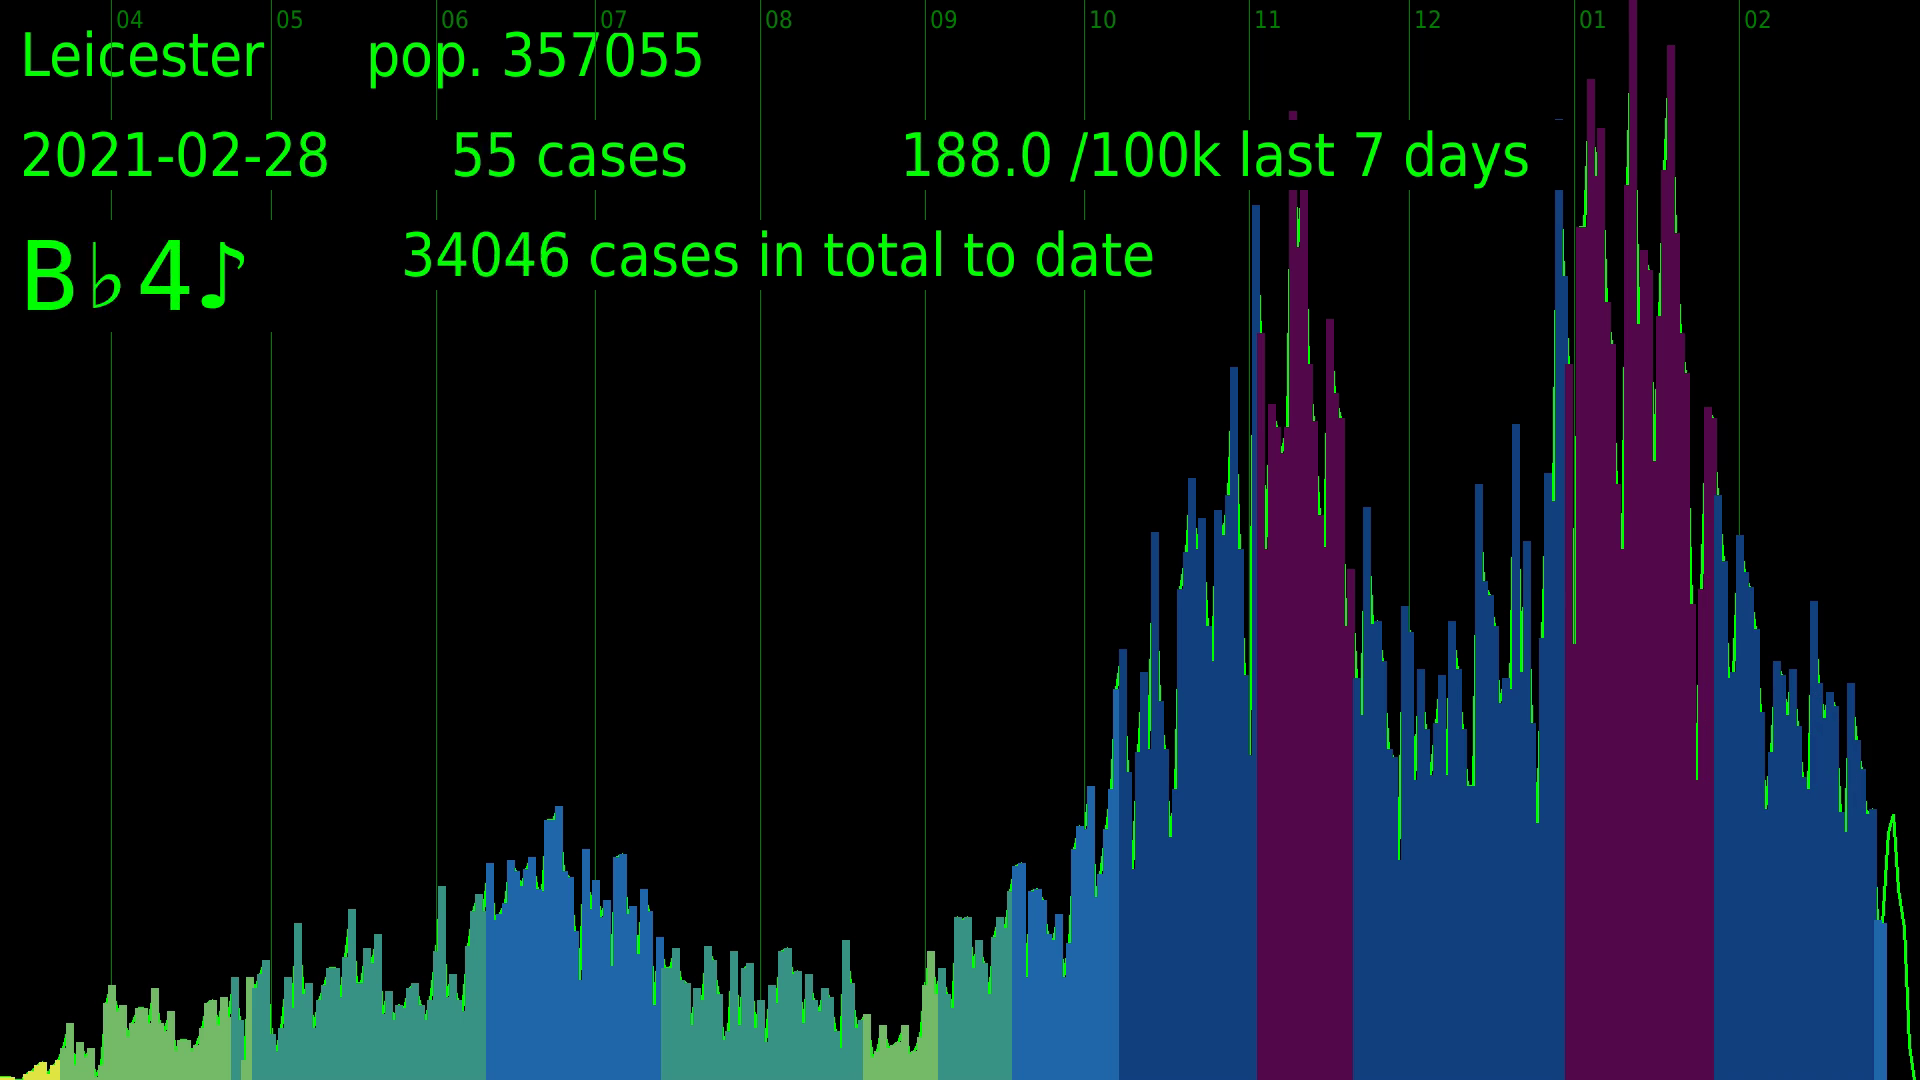 04 05 06 07 08 09 10 11 12 01 02
Leicester pop. 357055
2021-02-28 55 cases 188.0 /100k last 7 days
B♭4♪ 34046 cases in total to date